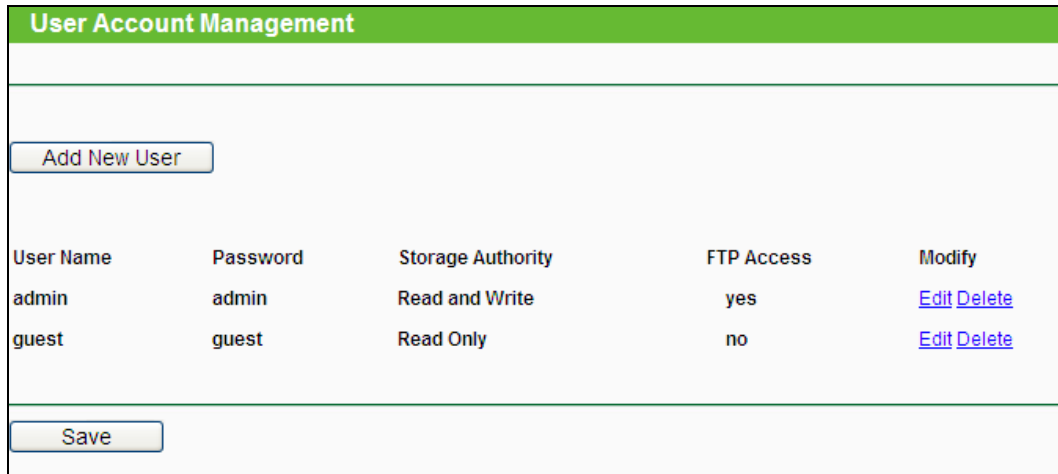 User Account Management
Add New User
User Name Password Storage Authority FTP Access Modify
admin admin Read and Write yes Edit Delete
guest guest Read Only no Edit Delete
Save